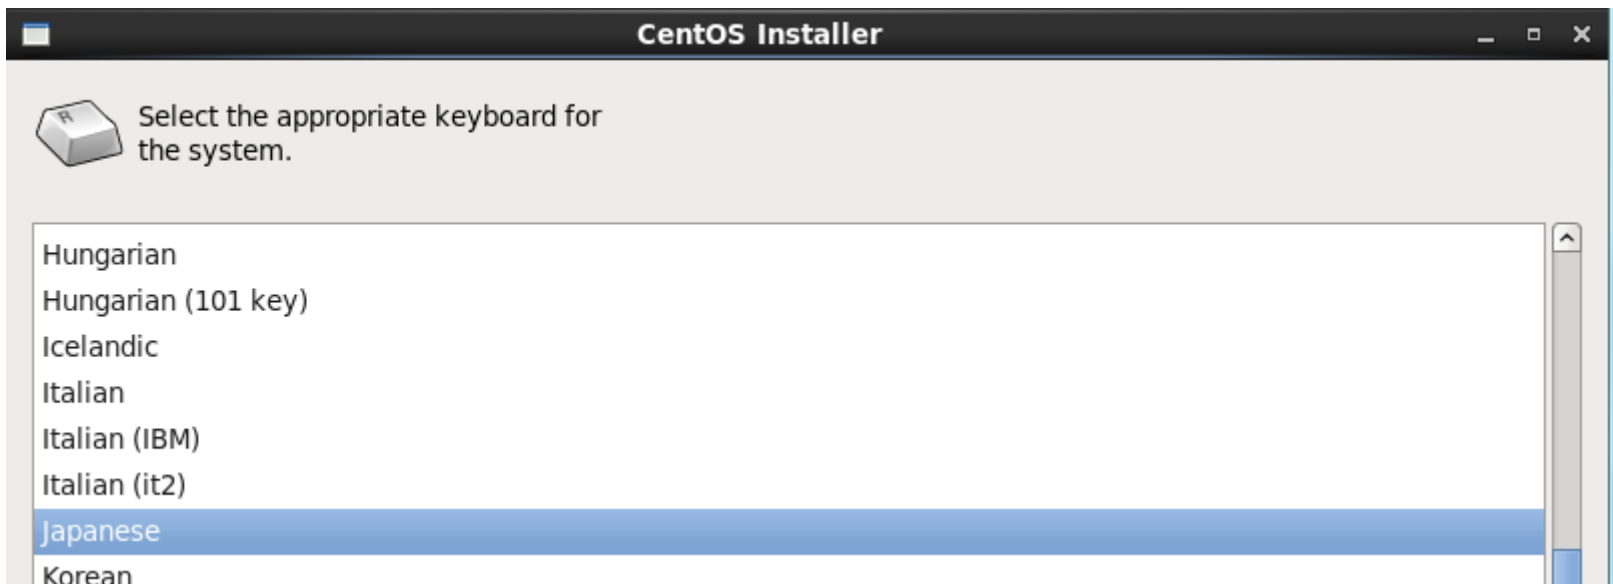 CentOS Installer
R
Select the appropriate keyboard for
the system.
Hungarian
Hungarian (101 key)
Icelandic
Italian
Italian (IBM)
Italian (it2)
Japanese
Korean